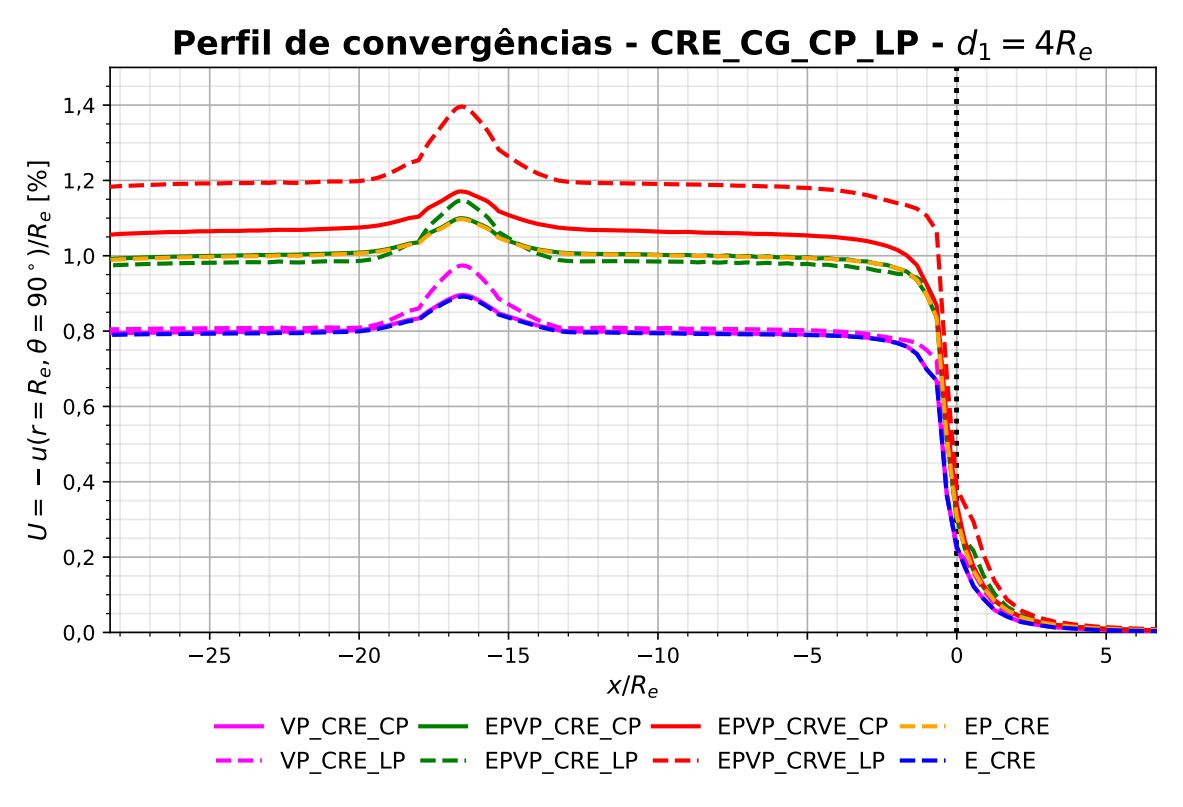 Perfil de convergências - CRE_CG_CP_LP - d₁ = 4Rₑ
U = − u(r = Rₑ, θ = 90°)/Rₑ [%]
1,4
1,2
1,0
0,8
0,6
0,4
0,2
0,0
−25 −20 −15 −10 −5 0 5
x/Rₑ
VP_CRE_CP EPVP_CRE_CP EPVP_CRVE_CP EP_CRE
VP_CRE_LP EPVP_CRE_LP EPVP_CRVE_LP E_CRE